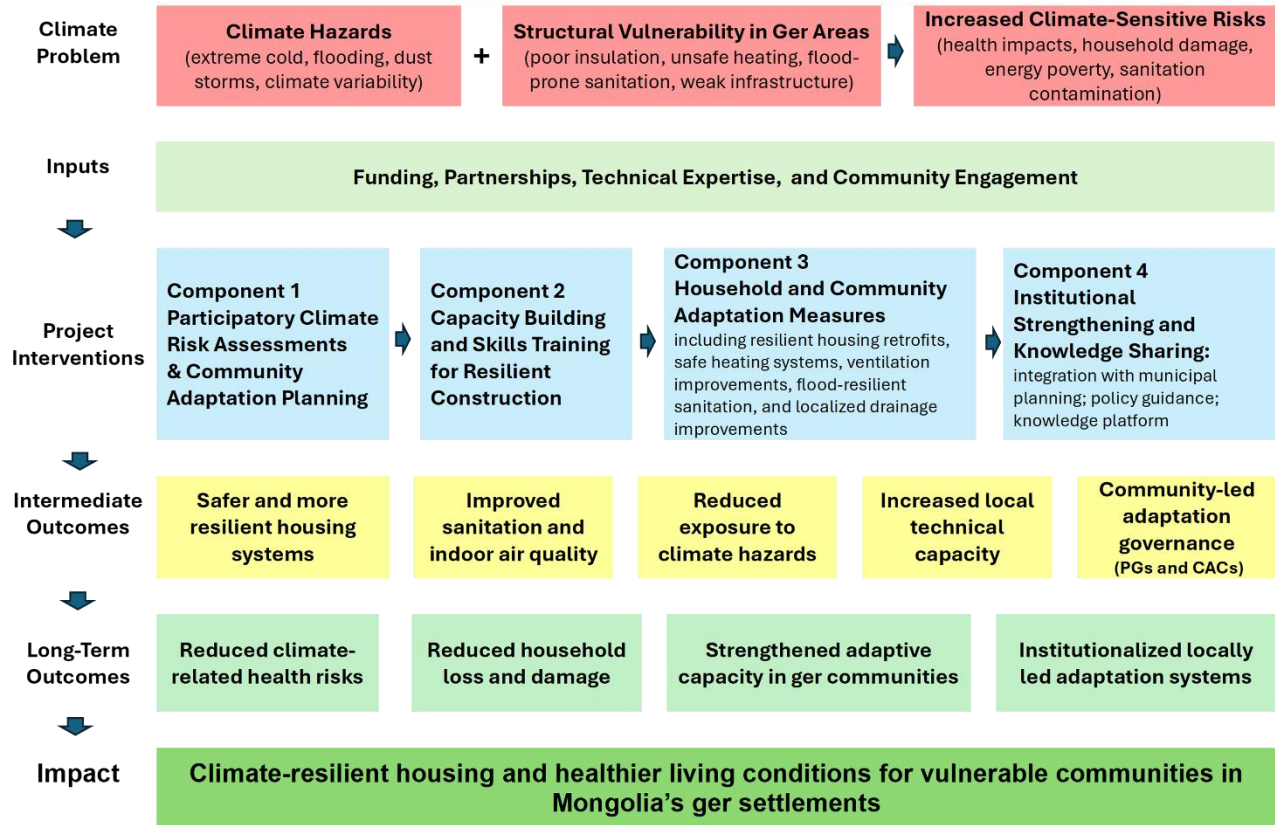 Climate
Problem
Climate Hazards
(extreme cold, flooding, dust
storms, climate variability)
+
Structural Vulnerability in Ger Areas
(poor insulation, unsafe heating, flood-
prone sanitation, weak infrastructure)
Increased Climate-Sensitive Risks
(health impacts, household damage,
energy poverty, sanitation
contamination)
Inputs
Funding, Partnerships, Technical Expertise, and Community Engagement
Project
Interventions
Component 1
Participatory Climate
Risk Assessments
& Community
Adaptation Planning
Component 2
Capacity Building
and Skills Training
for Resilient
Construction
Component 3
Household and Community
Adaptation Measures
including resilient housing retrofits,
safe heating systems, ventilation
improvements, flood-resilient
sanitation, and localized drainage
improvements
Component 4
Institutional
Strengthening and
Knowledge Sharing:
integration with municipal
planning; policy guidance;
knowledge platform
Intermediate
Outcomes
Safer and more
resilient housing
systems
Improved
sanitation and
indoor air quality
Reduced
exposure to
climate hazards
Increased local
technical
capacity
Community-led
adaptation
governance
(PGs and CACs)
Long-Term
Outcomes
Reduced climate-
related health risks
Reduced household
loss and damage
Strengthened adaptive
capacity in ger communities
Institutionalized locally
led adaptation systems
Impact
Climate-resilient housing and healthier living conditions for vulnerable communities in
Mongolia's ger settlements